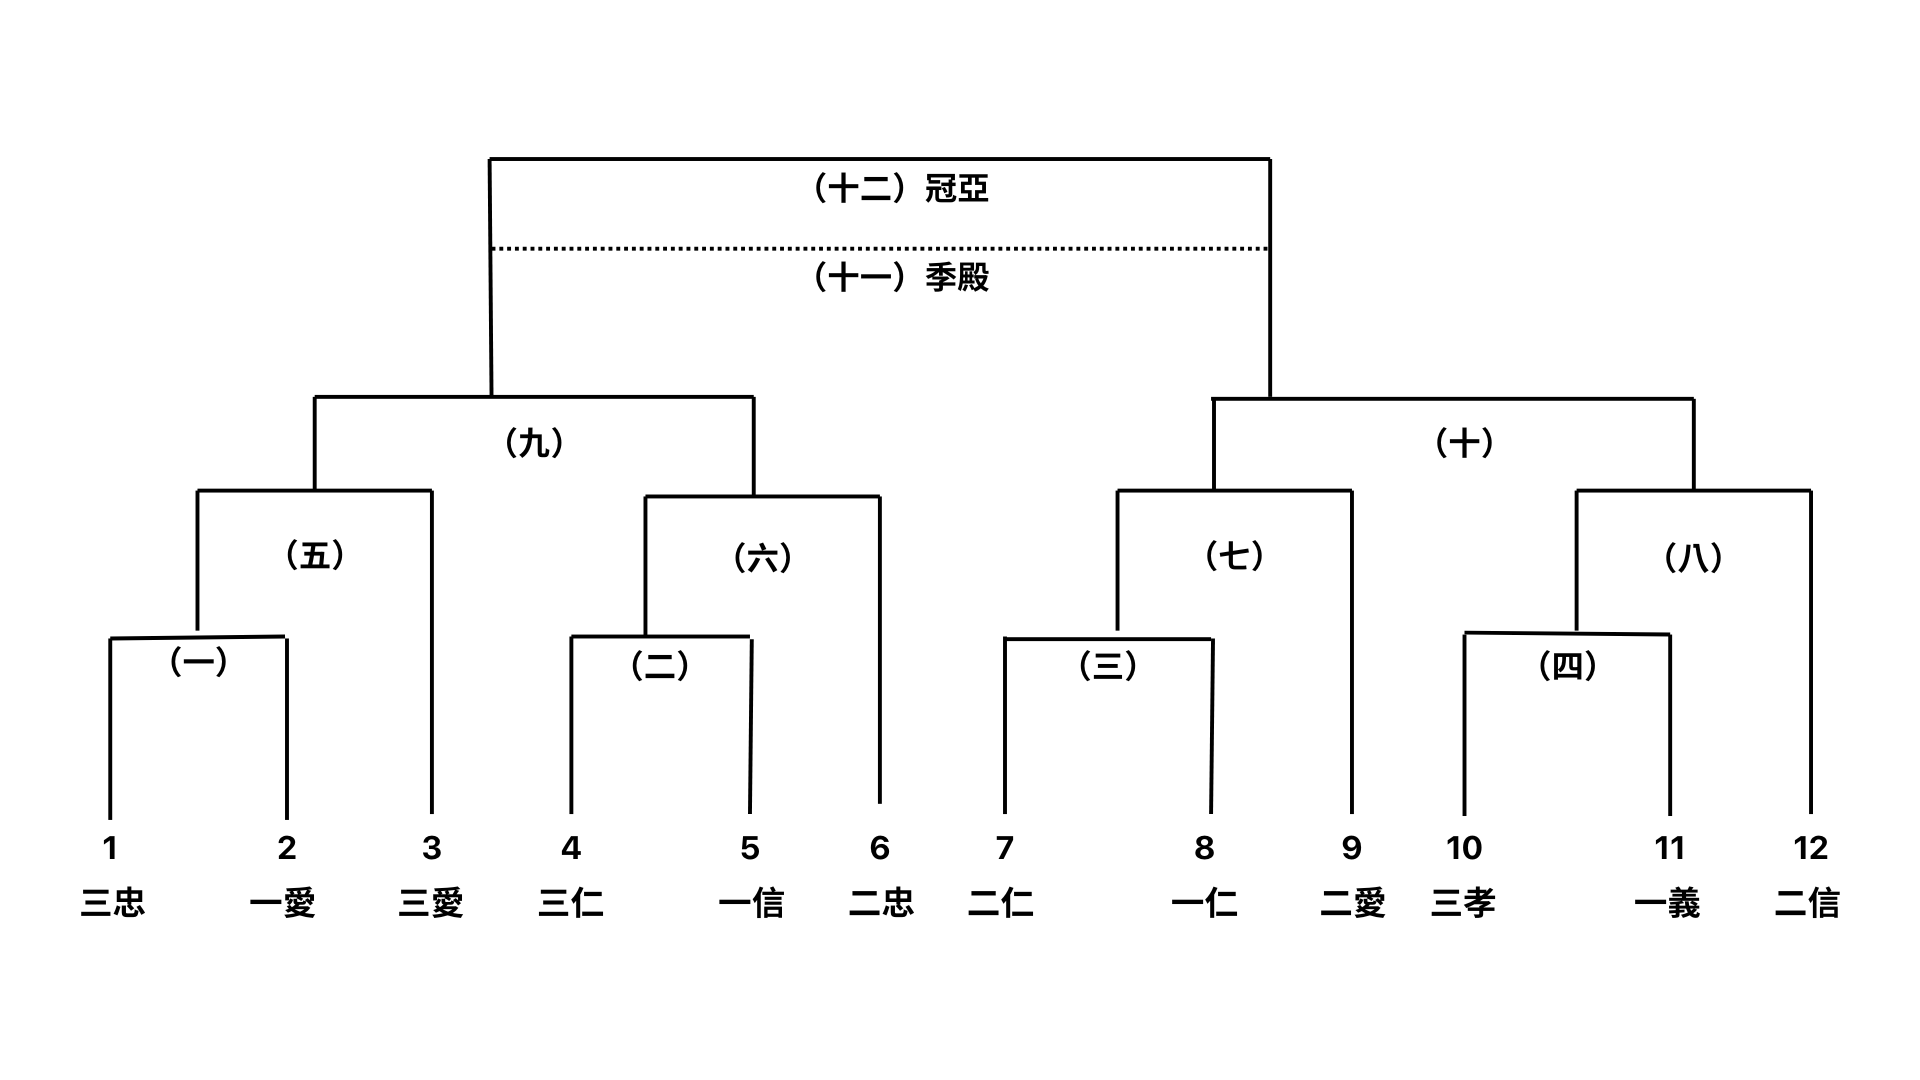 （十二）冠亞
（十一）季殿
（九）
（十）
（五）
（六）
（七）
（八）
（一）
（二）
（三）
（四）
1 2 3 4 5 6 7 8 9 10 11 12
三忠 一愛 三愛 三仁 一信 二忠 二仁 一仁 二愛 三孝 一義 二信